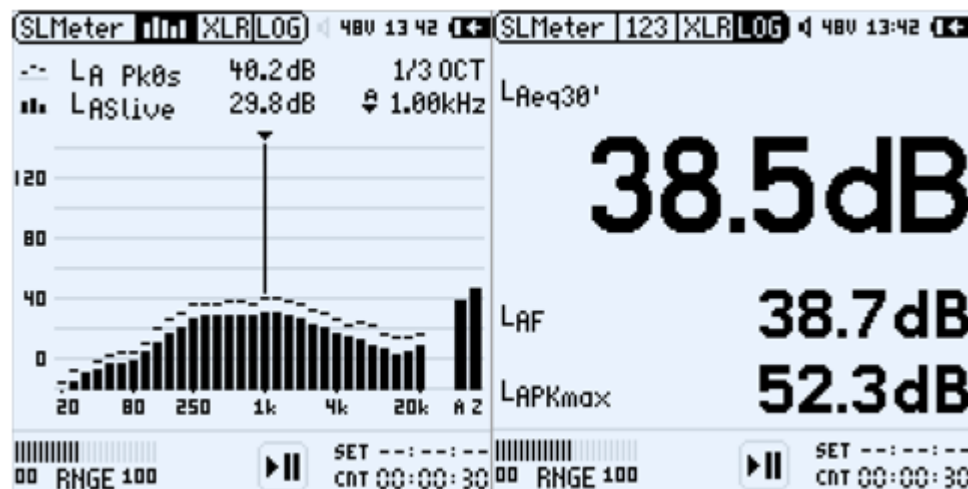 SLMeter XLR LOG 48V 13 42
LA Pk0s 40.2dB 1/3 OCT
LASlive 29.8dB A 1.00kHz
120
80
40
0
20 80 250 1k 4k 20k A Z
SET --:--:--
00 RNGE 100 CNT 00:00:30
SLMeter 123 XLR LOG 48V 13:42
LAeq30'
38.5dB
LAF 38.7dB
LAPKmax 52.3dB
SET --:--:--
00 RNGE 100 CNT 00:00:30